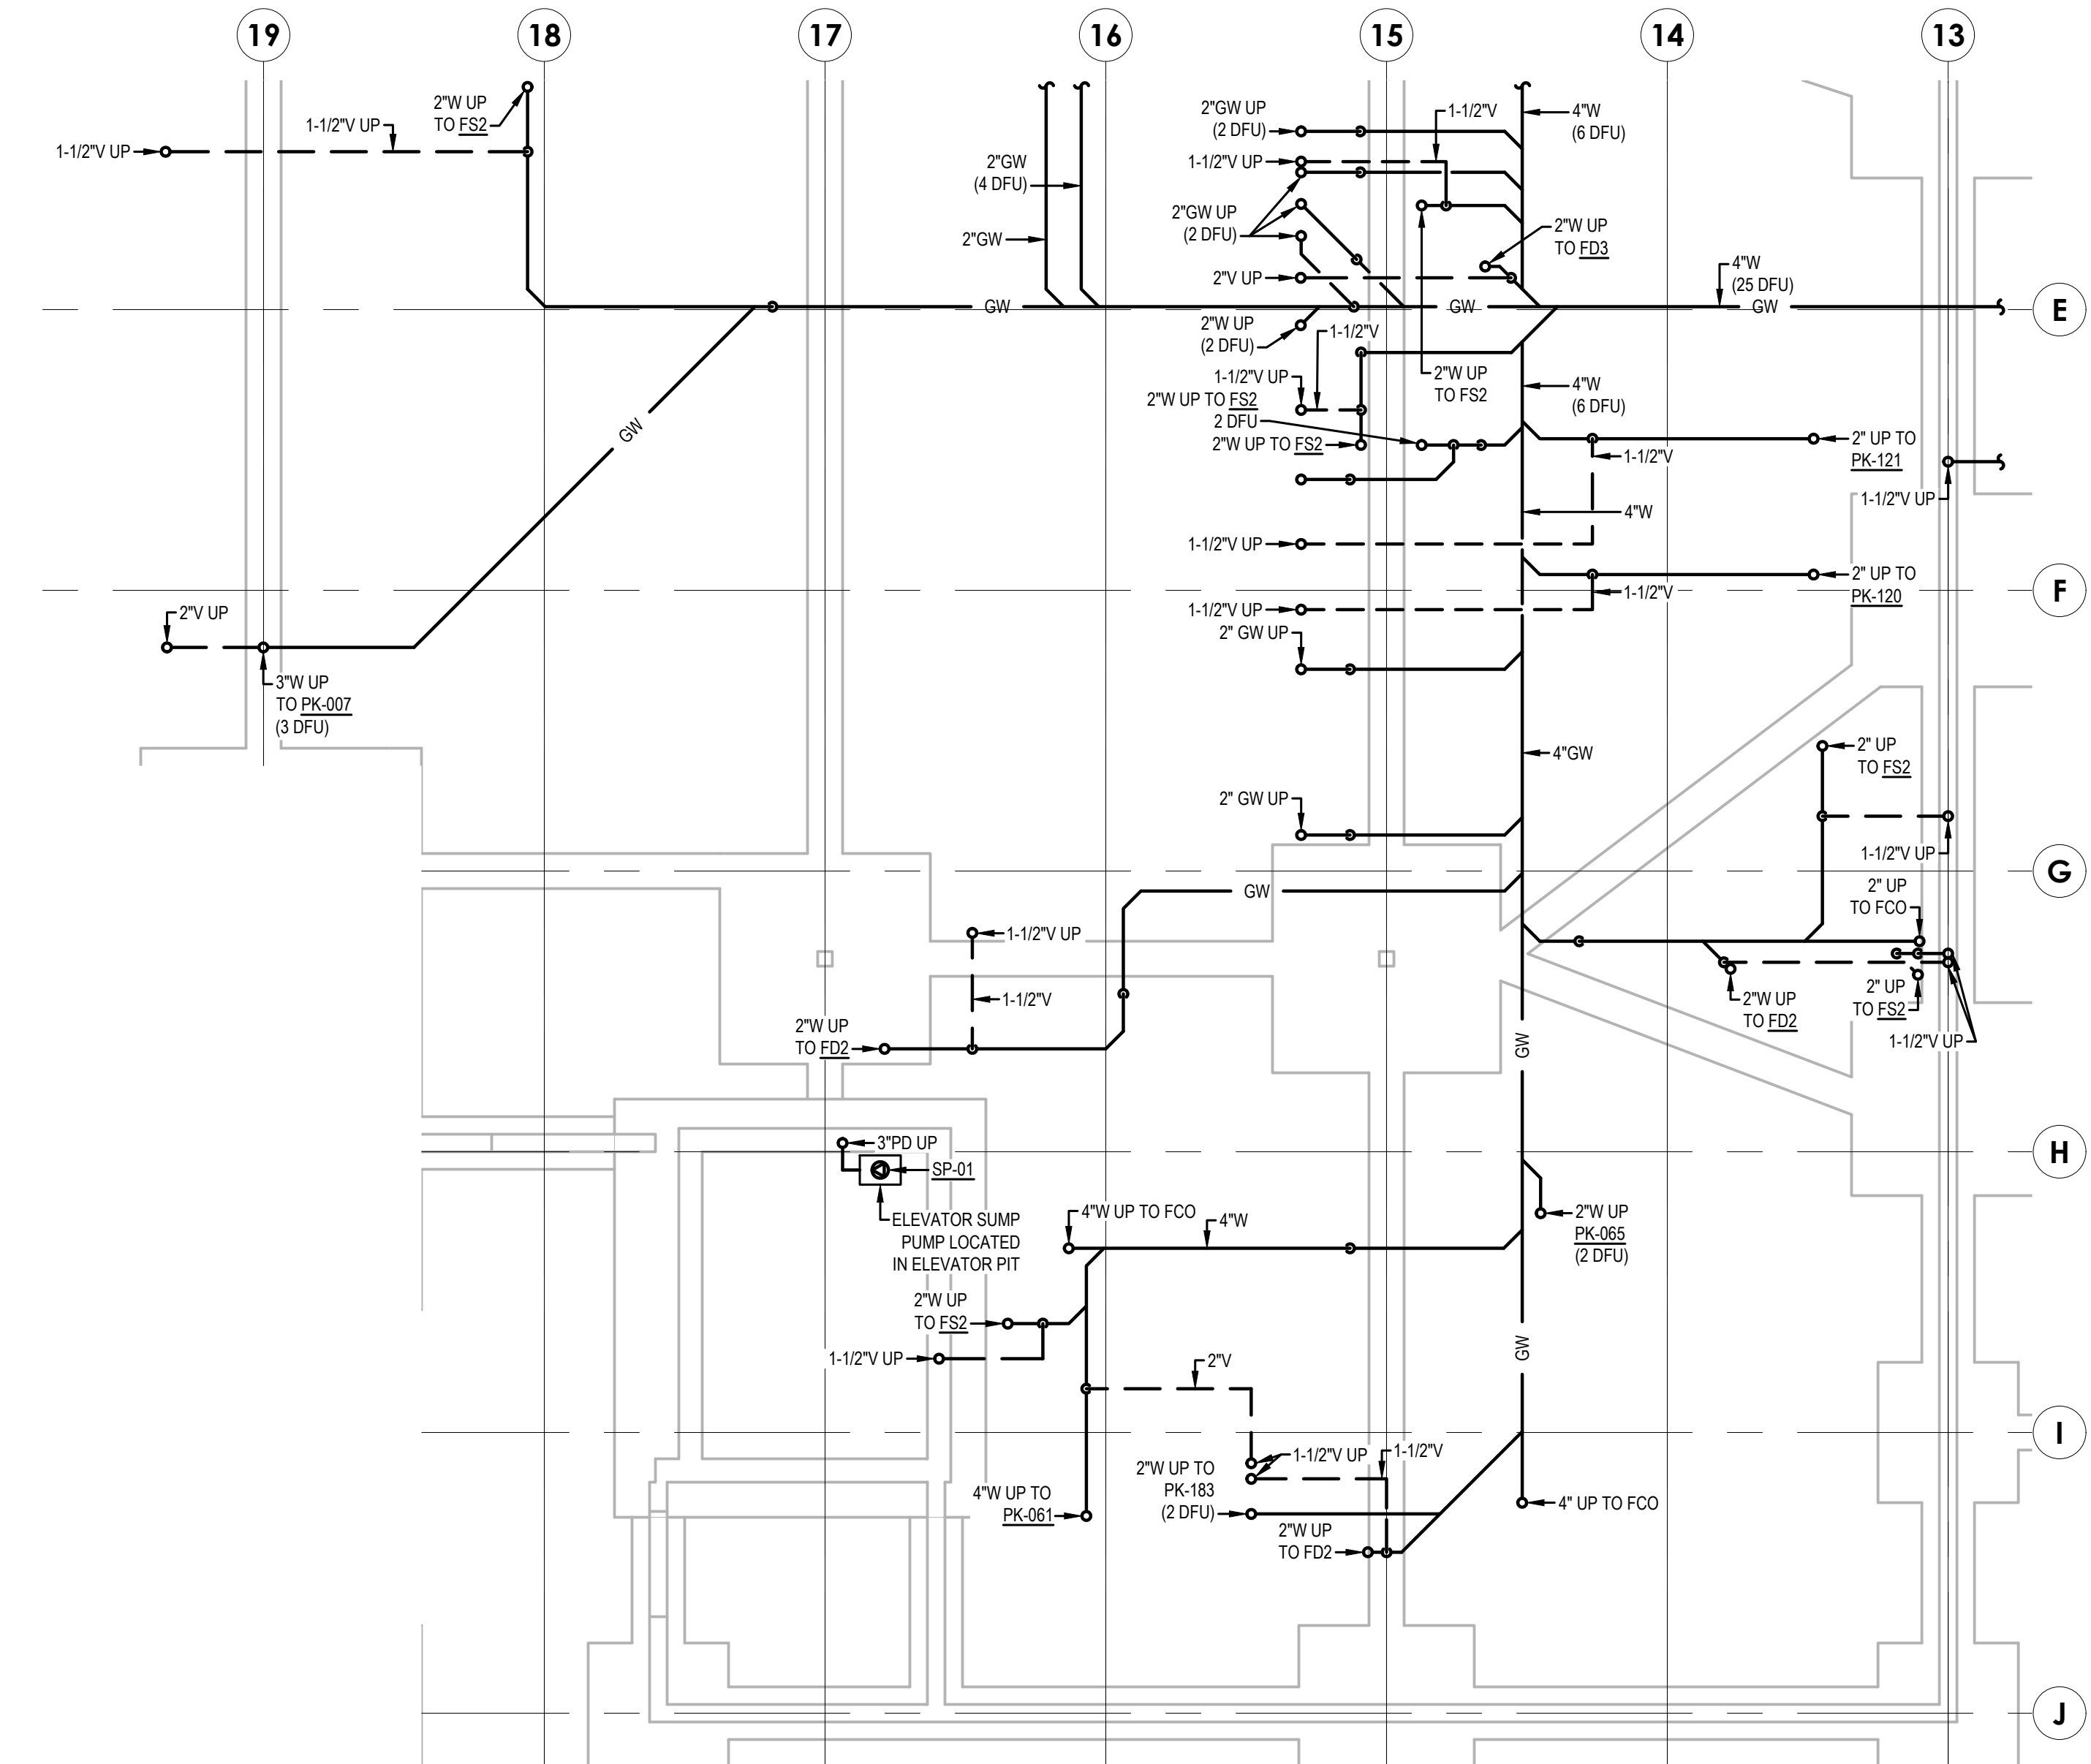 19
18
17
16
15
14
13
2"W UP
TO FS2
1-1/2"V UP
1-1/2"V UP
2"GW
(4 DFU)
2"GW
2"GW UP
(2 DFU)
1-1/2"V
4"W
(6 DFU)
1-1/2"V UP
2"GW UP
(2 DFU)
2"W UP
TO FD3
2"V UP
4"W
(25 DFU)
GW
GW
GW
E
2"W UP
(2 DFU)
1-1/2"V
1-1/2"V UP
2"W UP
TO FS2
4"W
(6 DFU)
2"W UP TO FS2
2 DFU
2"W UP TO FS2
GW
2" UP TO
PK-121
1-1/2"V
1-1/2"V UP
4"W
1-1/2"V UP
2" UP TO
PK-120
1-1/2"V
F
1-1/2"V UP
2" GW UP
2"V UP
3"W UP
TO PK-007
(3 DFU)
4"GW
2" UP
TO FS2
2" GW UP
1-1/2"V UP
G
GW
2" UP
TO FCO
1-1/2"V UP
1-1/2"V
2"W UP
TO FD2
2"W UP
TO FD2
2" UP
TO FS2
1-1/2"V UP
GW
3"PD UP
SP-01
H
ELEVATOR SUMP
PUMP LOCATED
IN ELEVATOR PIT
4"W UP TO FCO
4"W
2"W UP
PK-065
(2 DFU)
2"W UP
TO FS2
1-1/2"V UP
2"V
GW
I
1-1/2"V UP
1-1/2"V
2"W UP TO
PK-183
(2 DFU)
4"W UP TO
PK-061
4" UP TO FCO
2"W UP
TO FD2
J